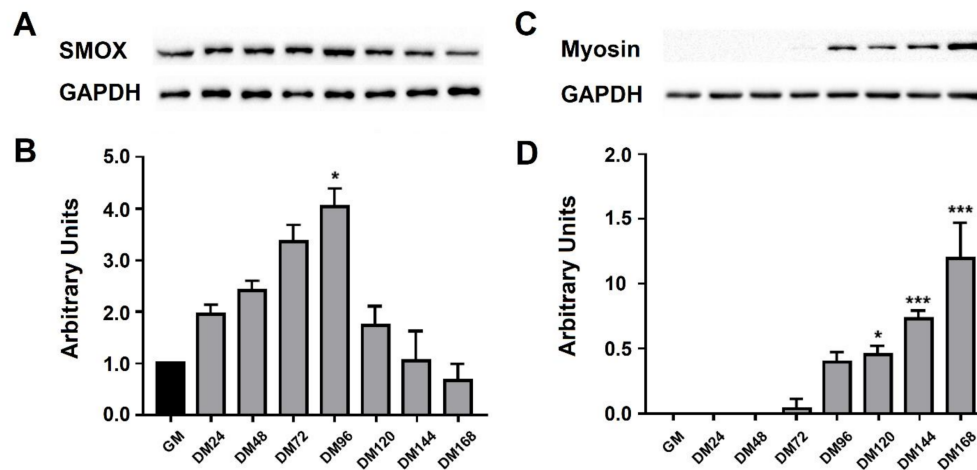 A
SMOX
GAPDH
B
Arbitrary Units
5.0
4.0
3.0
2.0
1.0
0.0
*
GM
DM24
DM48
DM72
DM96
DM120
DM144
DM168
C
Myosin
GAPDH
D
Arbitrary Units
2.0
1.5
10
0.5
0.0
*
***
***
GM
DM24
DM48
DM72
DM96
DM120
DM144
DM168